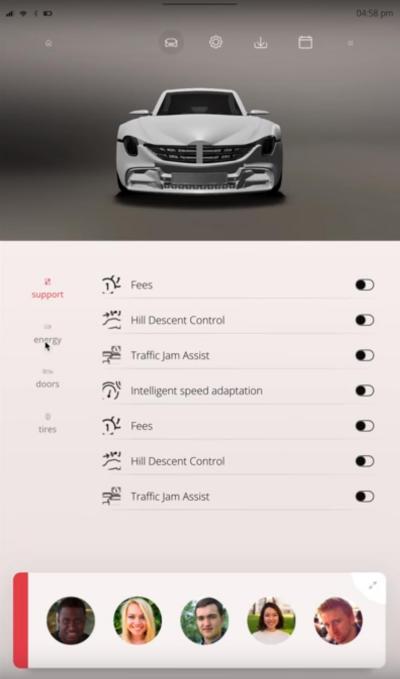 04:58 pm
support
energy
doors
tires
Fees
Hill Descent Control
Traffic Jam Assist
Intelligent speed adaptation
Fees
Hill Descent Control
Traffic Jam Assist